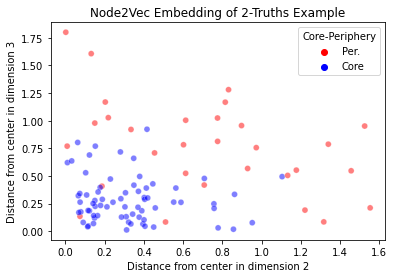 Node2Vec Embedding of 2-Truths Example
Core-Periphery
Per.
Core
Distance from center in dimension 3
1.75
1.50
1.25
1.00
0.75
0.50
0.25
0.00
0.0 0.2 0.4 0.6 0.8 1.0 1.2 1.4 1.6
Distance from center in dimension 2